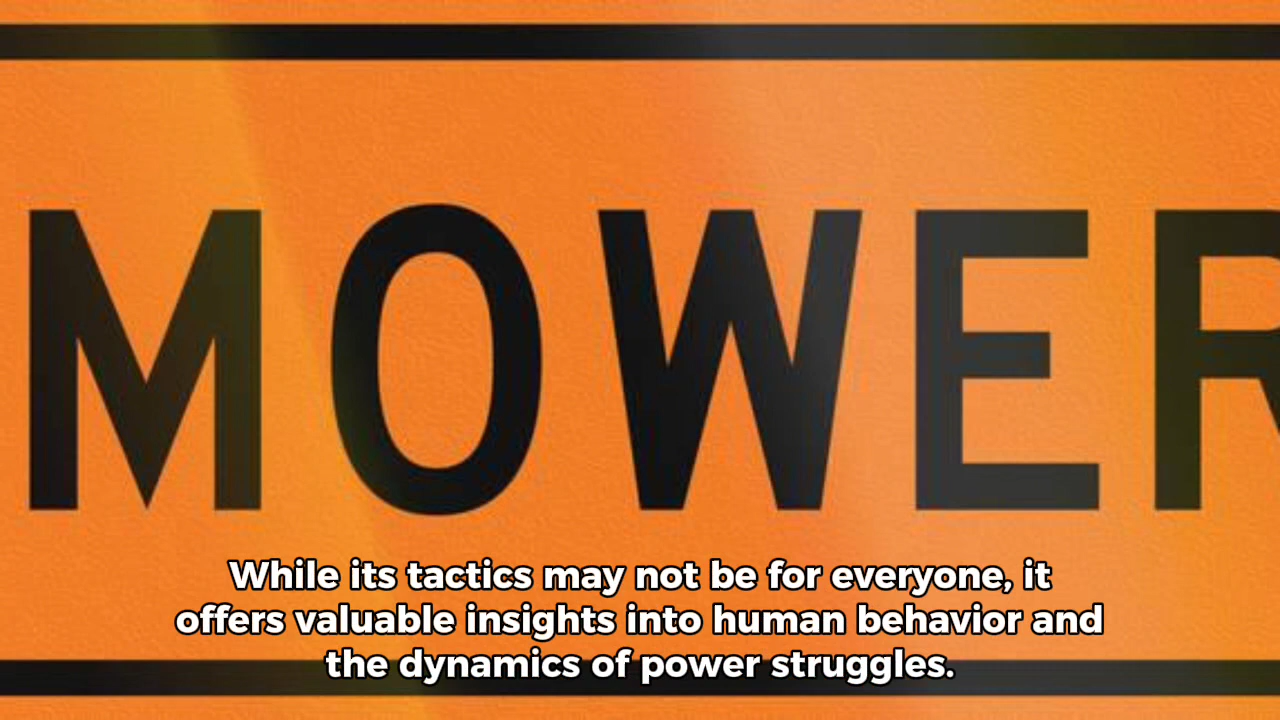 MOWER
While its tactics may not be for everyone, it
offers valuable insights into human behavior and
the dynamics of power struggles.